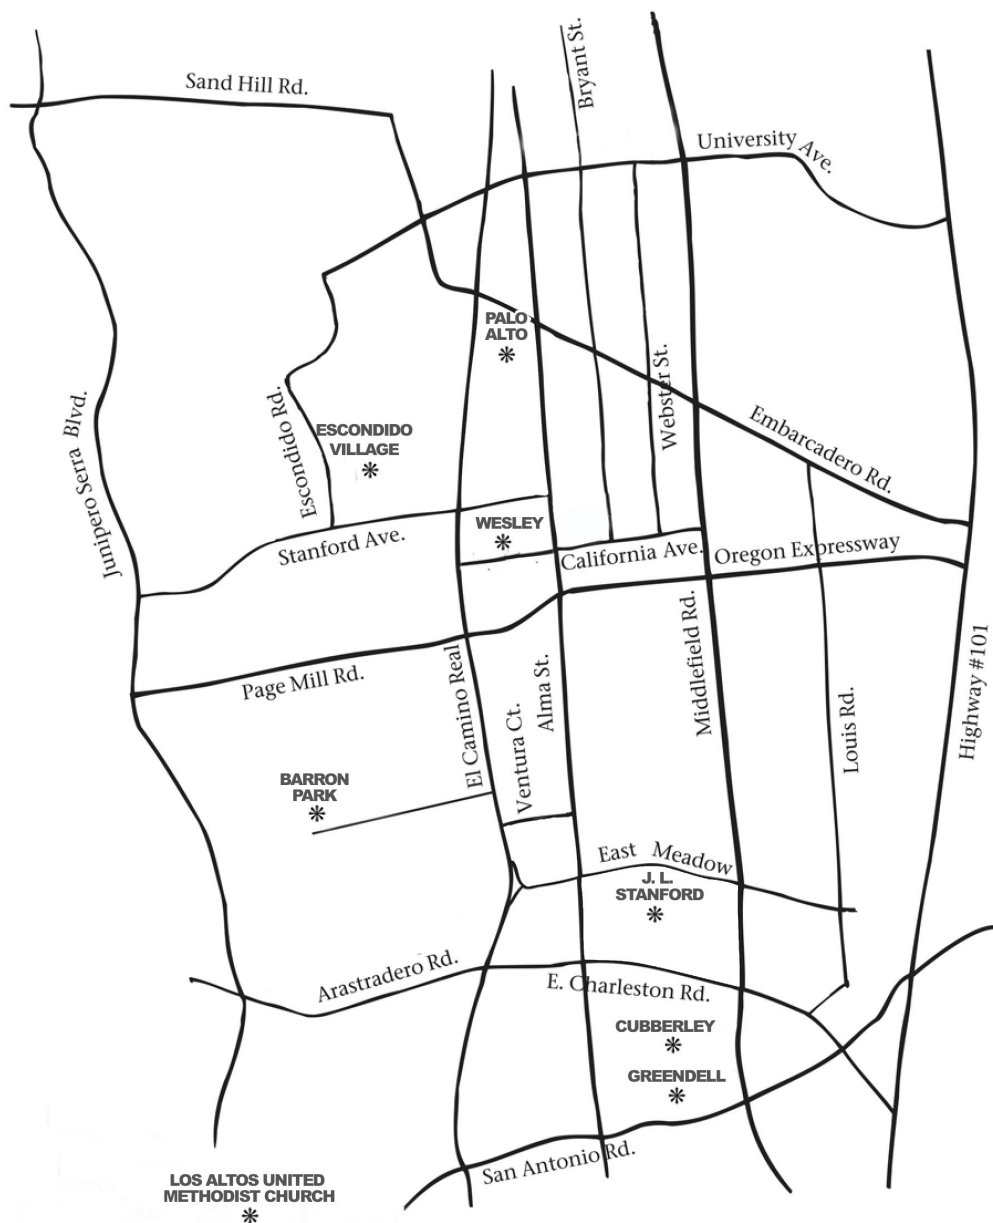 Bryant St.
Sand Hill Rd.
University Ave.
PALO
ALTO
Webster St.
Junipero Serra Blvd.
Escondido Rd.
ESCONDIDO
VILLAGE
Embarcadero Rd.
WESLEY
Stanford Ave.
California Ave.
Oregon Expressway
Page Mill Rd.
El Camino Real
Alma St.
Ventura Ct.
Middlefield Rd.
Louis Rd.
Highway #101
BARRON
PARK
East Meadow
J. L.
STANFORD
Arastradero Rd.
E. Charleston Rd.
CUBBERLEY
GREENDELL
San Antonio Rd.
LOS ALTOS UNITED
METHODIST CHURCH